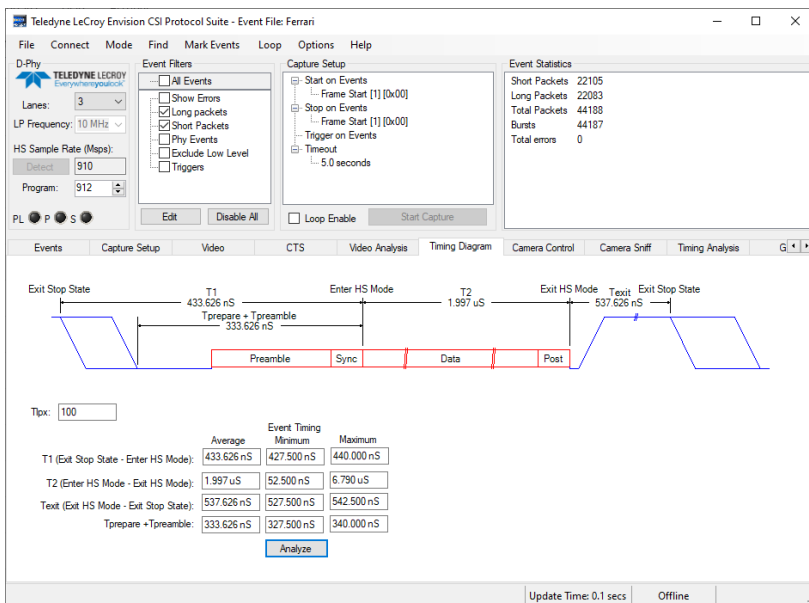 Teledyne LeCroy Envision CSI Protocol Suite - Event File: Ferrari
File Connect Mode Find Mark Events Loop Options Help
D-Phy
TELEDYNE LECROY
Everywhereyoulook
Lanes: 3
LP Frequency: 10 MHz
HS Sample Rate (Msps):
Detect 910
Program: 912
PL P S
Event Filters
All Events
Show Errors
Long packets
Short Packets
Phy Events
Exclude Low Level
Triggers
Edit Disable All
Capture Setup
Start on Events
Frame Start [1] [0x00]
Stop on Events
Frame Start [1] [0x00]
Trigger on Events
Timeout
5.0 seconds
Loop Enable Start Capture
Event Statistics
Short Packets 22105
Long Packets 22083
Total Packets 44188
Bursts 44187
Total errors 0
Events Capture Setup Video CTS Video Analysis Timing Diagram Camera Control Camera Sniff Timing Analysis G
Exit Stop State T1 Enter HS Mode T2 Exit HS Mode Texit Exit Stop State
433.626 nS 1.997 uS 537.626 nS
Tprepare + Tpreamble
333.626 nS
Preamble Sync Data Post
Tlpx: 100
Event Timing
Average Minimum Maximum
T1 (Exit Stop State - Enter HS Mode): 433.626 nS 427.500 nS 440.000 nS
T2 (Enter HS Mode - Exit HS Mode): 1.997 uS 52.500 nS 6.790 uS
Texit (Exit HS Mode - Exit Stop State): 537.626 nS 527.500 nS 542.500 nS
Tprepare +Tpreamble: 333.626 nS 327.500 nS 340.000 nS
Analyze
Update Time: 0.1 secs Offline